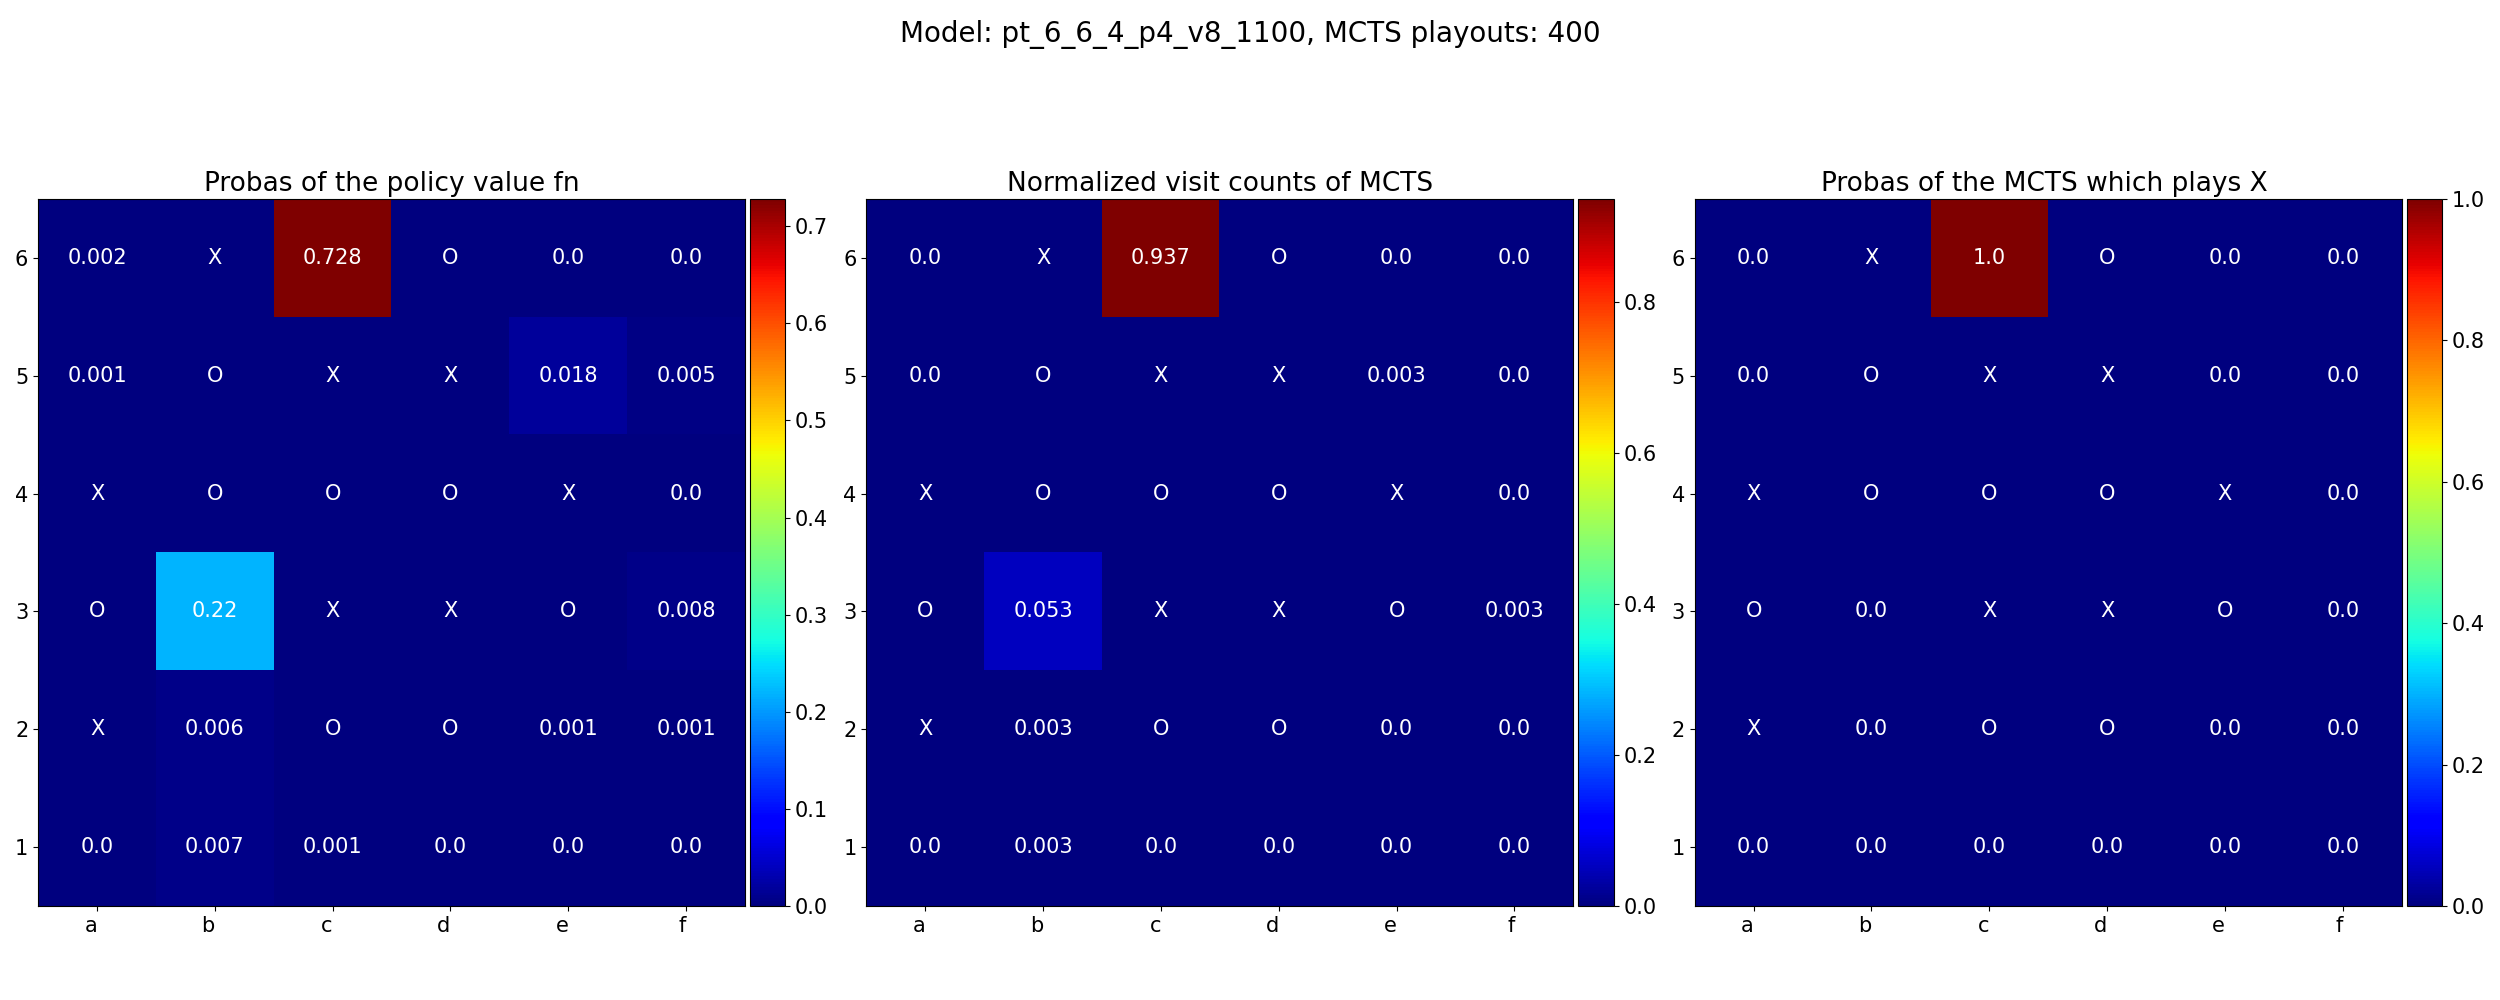 Model: pt_6_6_4_p4_v8_1100, MCTS playouts: 400
Probas of the policy value fn
6 0.002 X 0.728 O 0.0 0.0
5 0.001 O X X 0.018 0.005
4 X O O O X 0.0
3 O 0.22 X X O 0.008
2 X 0.006 O O 0.001 0.001
1 0.0 0.007 0.001 0.0 0.0 0.0
a b c d e f
0.7
0.6
0.5
0.4
0.3
0.2
0.1
0.0
Normalized visit counts of MCTS
6 0.0 X 0.937 O 0.0 0.0
5 0.0 O X X 0.003 0.0
4 X O O O X 0.0
3 O 0.053 X X O 0.003
2 X 0.003 O O 0.0 0.0
1 0.0 0.003 0.0 0.0 0.0 0.0
a b c d e f
0.8
0.6
0.4
0.2
0.0
Probas of the MCTS which plays X
6 0.0 X 1.0 O 0.0 0.0
5 0.0 O X X 0.0 0.0
4 X O O O X 0.0
3 O 0.0 X X O 0.0
2 X 0.0 O O 0.0 0.0
1 0.0 0.0 0.0 0.0 0.0 0.0
a b c d e f
1.0
0.8
0.6
0.4
0.2
0.0